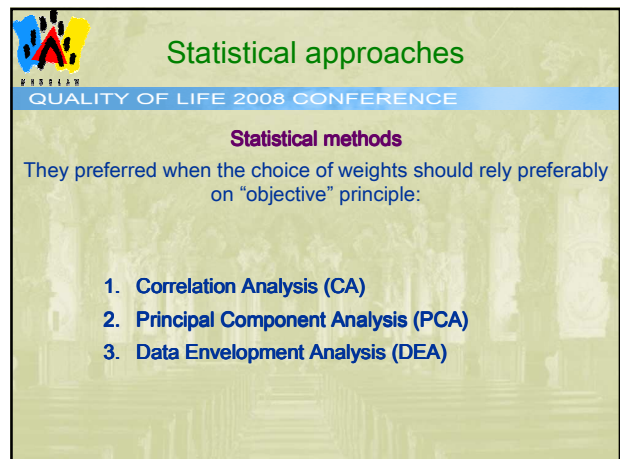 Statistical approaches
WROCŁAW
QUALITY OF LIFE 2008 CONFERENCE
Statistical methods
They preferred when the choice of weights should rely preferably
on “objective” principle:
1. Correlation Analysis (CA)
2. Principal Component Analysis (PCA)
3. Data Envelopment Analysis (DEA)